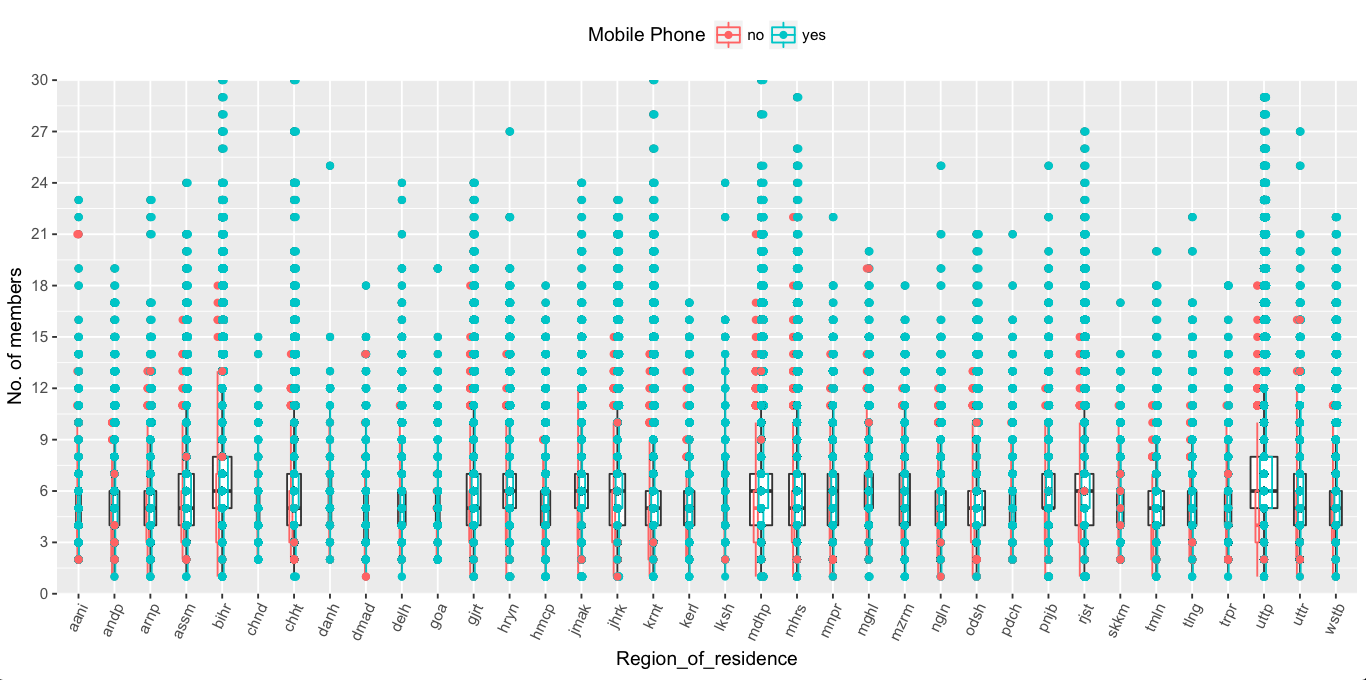 Mobile Phone no yes
30
27
24
21
18
15
12
9
6
3
0
No. of members
aani andp arnp assm bihr chnd chht danh dmad delh goa gjrt hryn hmcp jmak jhrk krnt kerl lksh mdhp mhrs mnpr mghl mzrm ngln odsh pdch pnjb rjst skkm tmln tlng trpr uttp uttr wstb
Region_of_residence